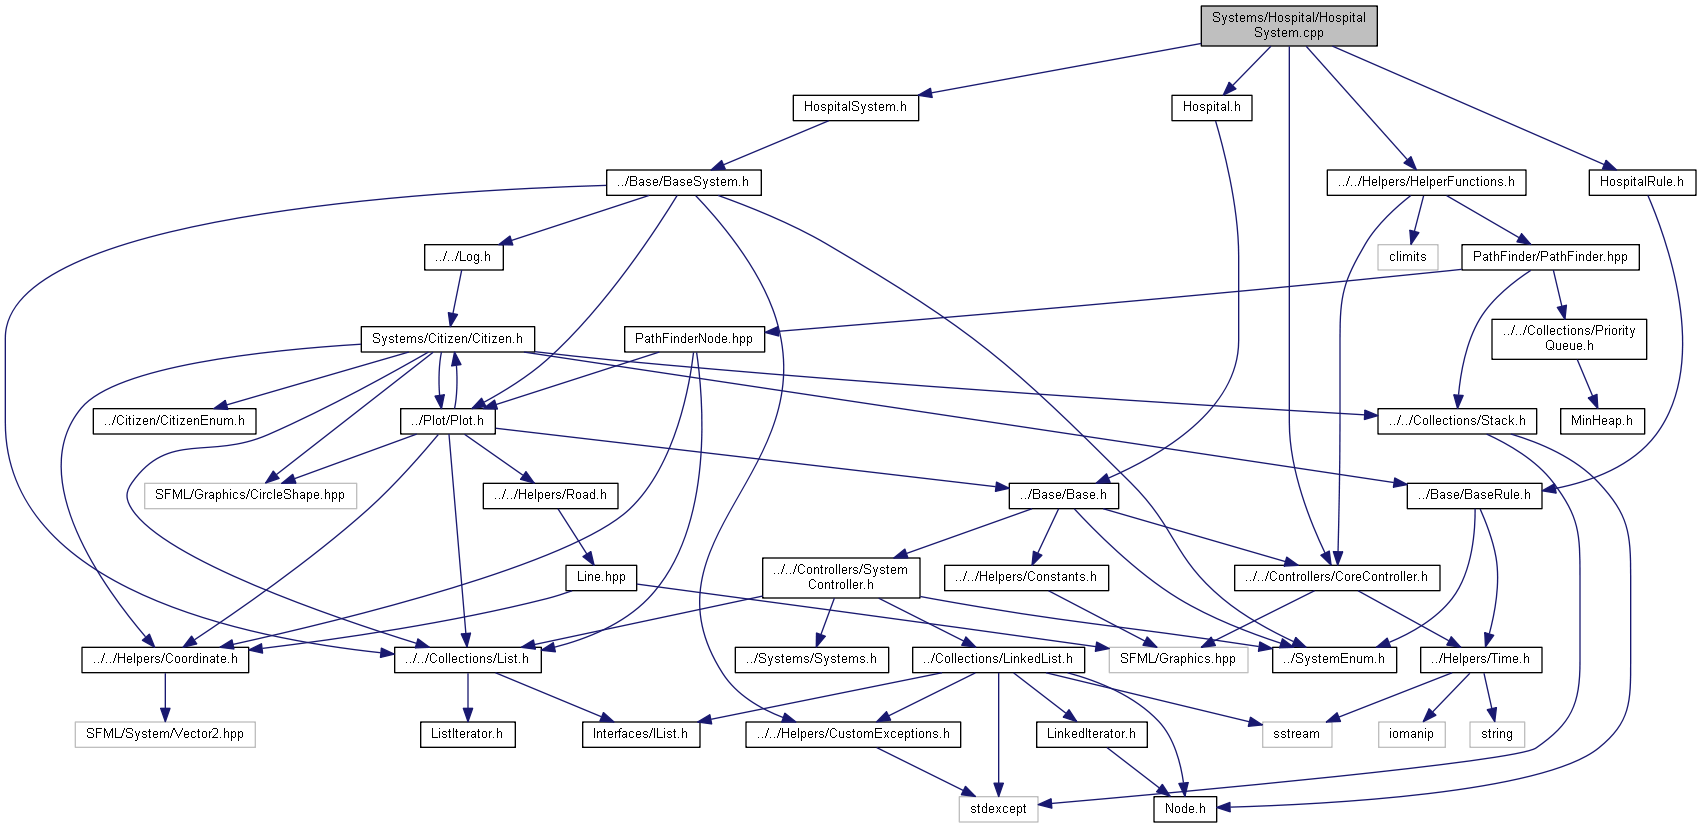 Systems/Hospital/Hospital
System.cpp
HospitalSystem.h
Hospital.h
../Base/BaseSystem.h
../../Helpers/HelperFunctions.h
HospitalRule.h
../../Log.h
climits
PathFinder/PathFinder.hpp
Systems/Citizen/Citizen.h
PathFinderNode.hpp
../../Collections/Priority
Queue.h
../Citizen/CitizenEnum.h
../Plot/Plot.h
../../Collections/Stack.h
MinHeap.h
SFML/Graphics/CircleShape.hpp
../../Helpers/Road.h
../Base/Base.h
../Base/BaseRule.h
Line.hpp
../../Controllers/System
Controller.h
../../Helpers/Constants.h
../../Controllers/CoreController.h
../../Helpers/Coordinate.h
../../Collections/List.h
../Systems/Systems.h
../Collections/LinkedList.h
SFML/Graphics.hpp
../SystemEnum.h
../Helpers/Time.h
SFML/System/Vector2.hpp
ListIterator.h
Interfaces/IList.h
../../Helpers/CustomExceptions.h
LinkedIterator.h
sstream
iomanip
string
stdexcept
Node.h